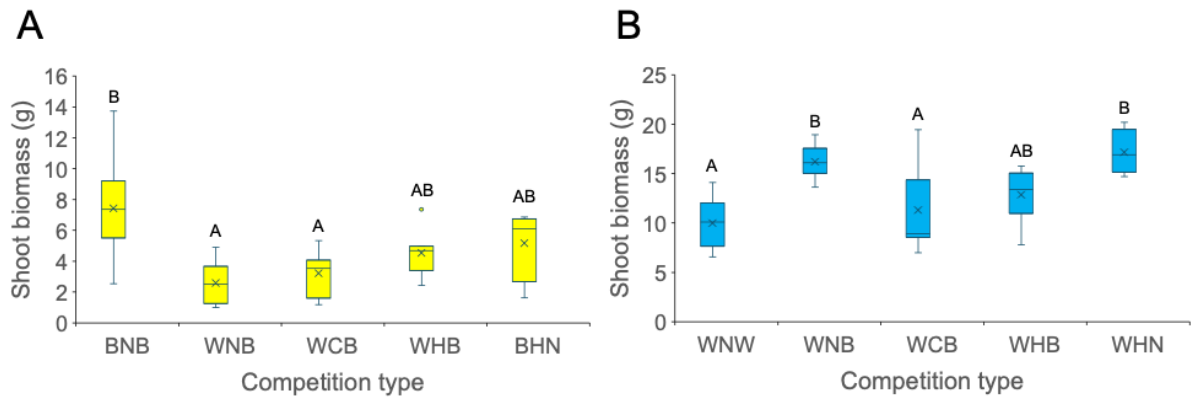 A
Shoot biomass (g)
16
14
12
10
8
6
4
2
0
B
A
A
AB
AB
BNB WNB WCB WHB BHN
Competition type
B
Shoot biomass (g)
25
20
15
10
5
0
A
B
A
AB
B
WNW WNB WCB WHB WHN
Competition type